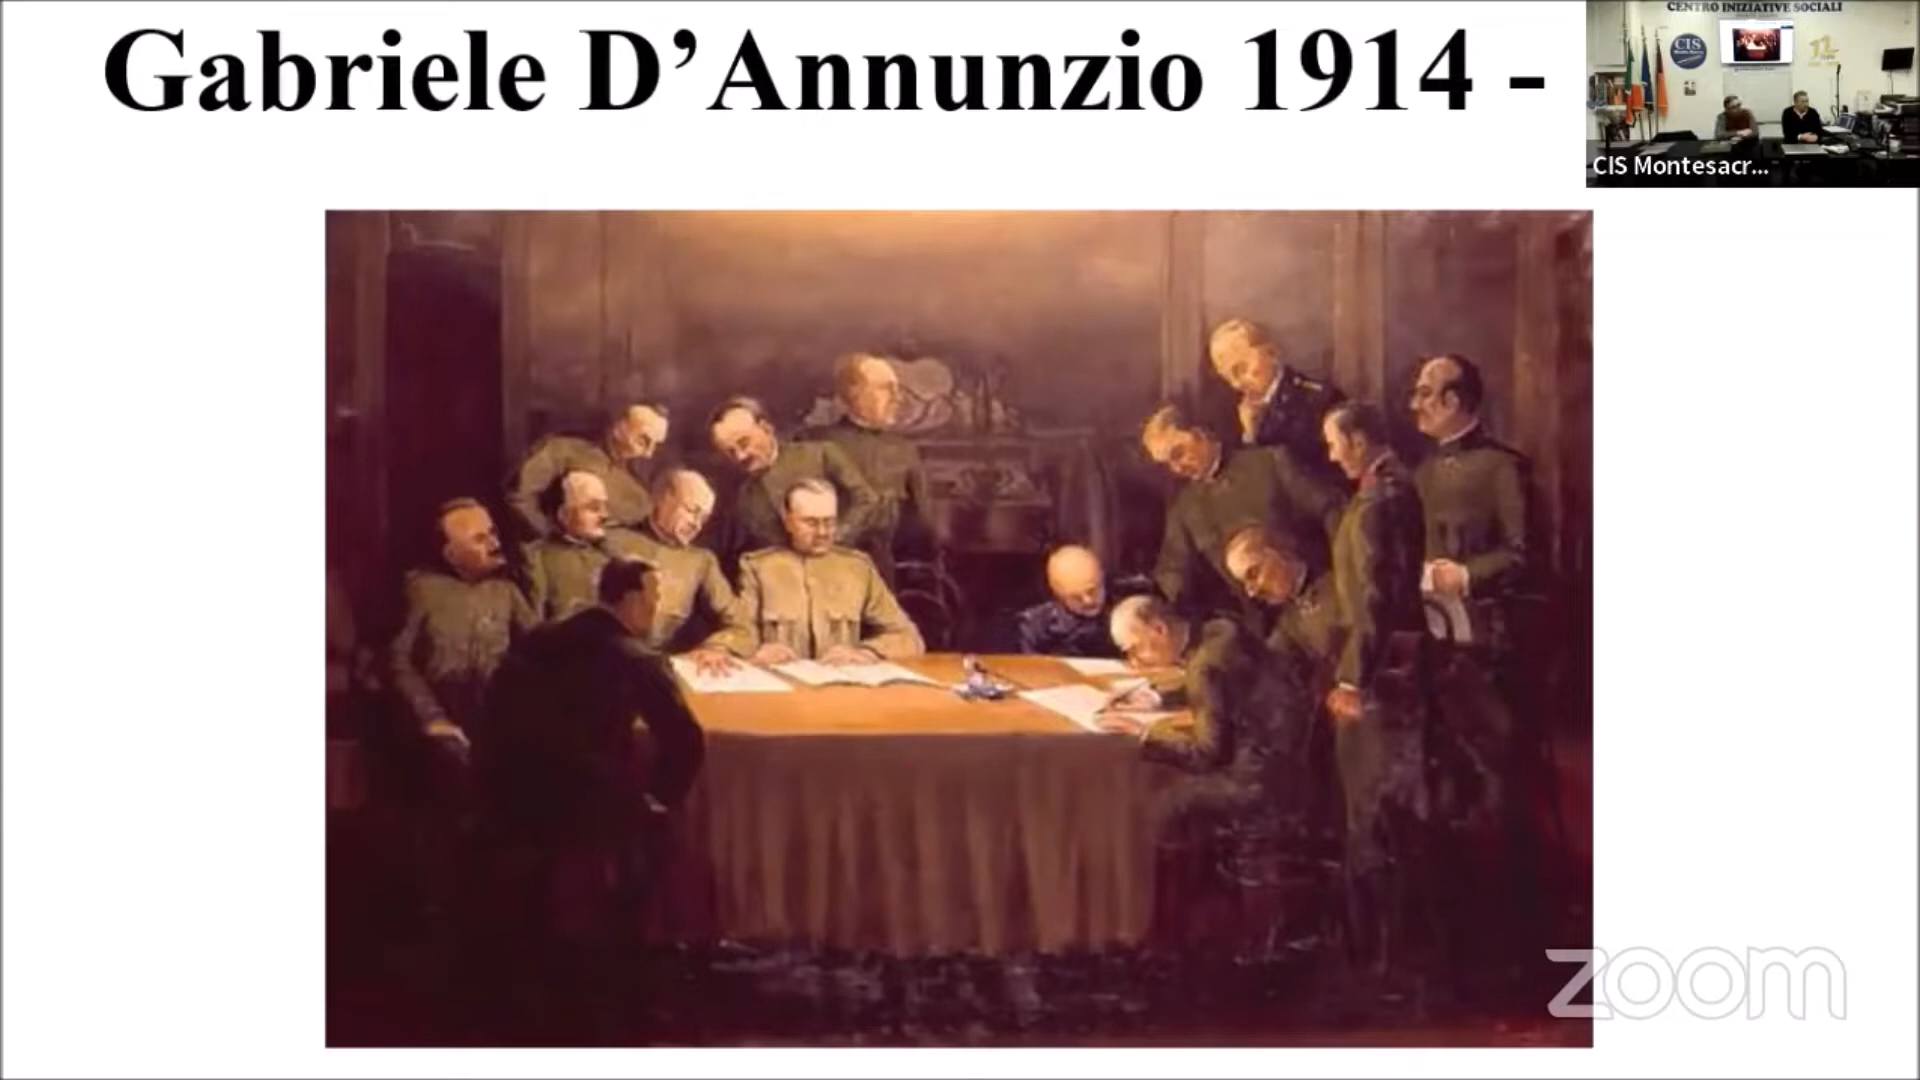 Gabriele D’Annunzio 1914 -
CENTRO INIZIATIVE SOCIALI
CIS
CIS Montesacr...
zoom